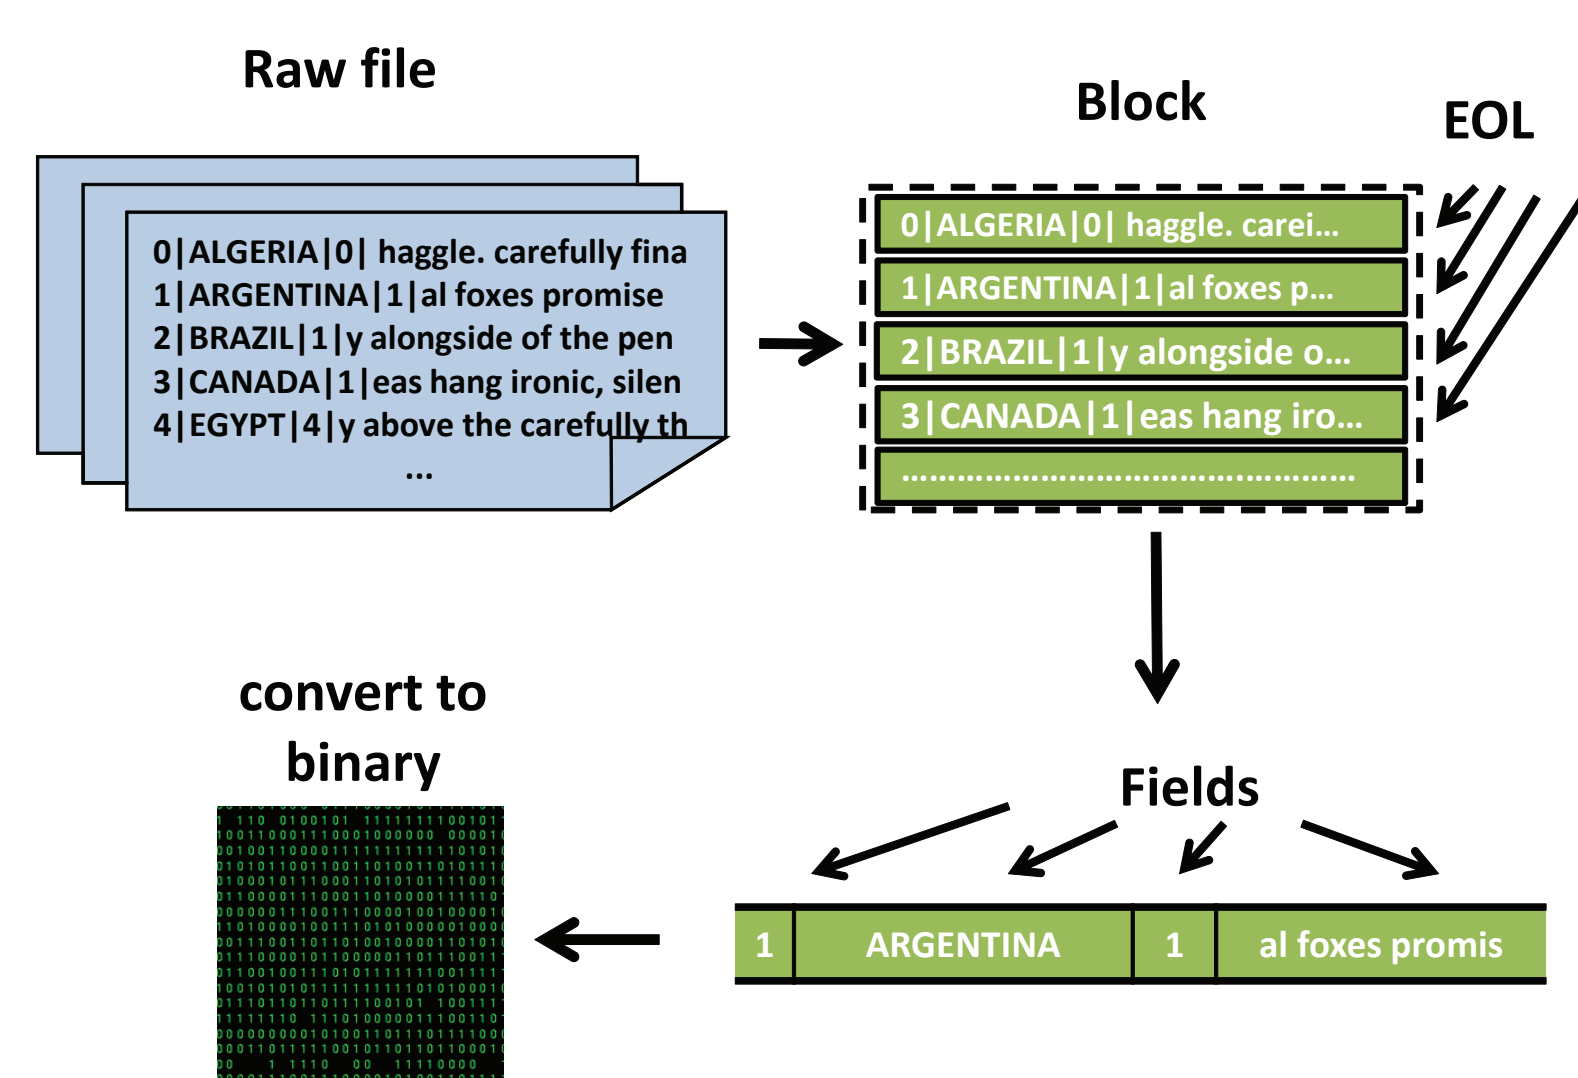 Raw file
0|ALGERIA|0| haggle. carefully fina
1|ARGENTINA|1|al foxes promise
2|BRAZIL|1|y alongside of the pen
3|CANADA|1|eas hang ironic, silen
4|EGYPT|4|y above the carefully th
...
Block
EOL
0|ALGERIA|0| haggle. carei...
1|ARGENTINA|1|al foxes p...
2|BRAZIL|1|y alongside o...
3|CANADA|1|eas hang iro...
................................................
Fields
1 ARGENTINA 1 al foxes promis
convert to
binary